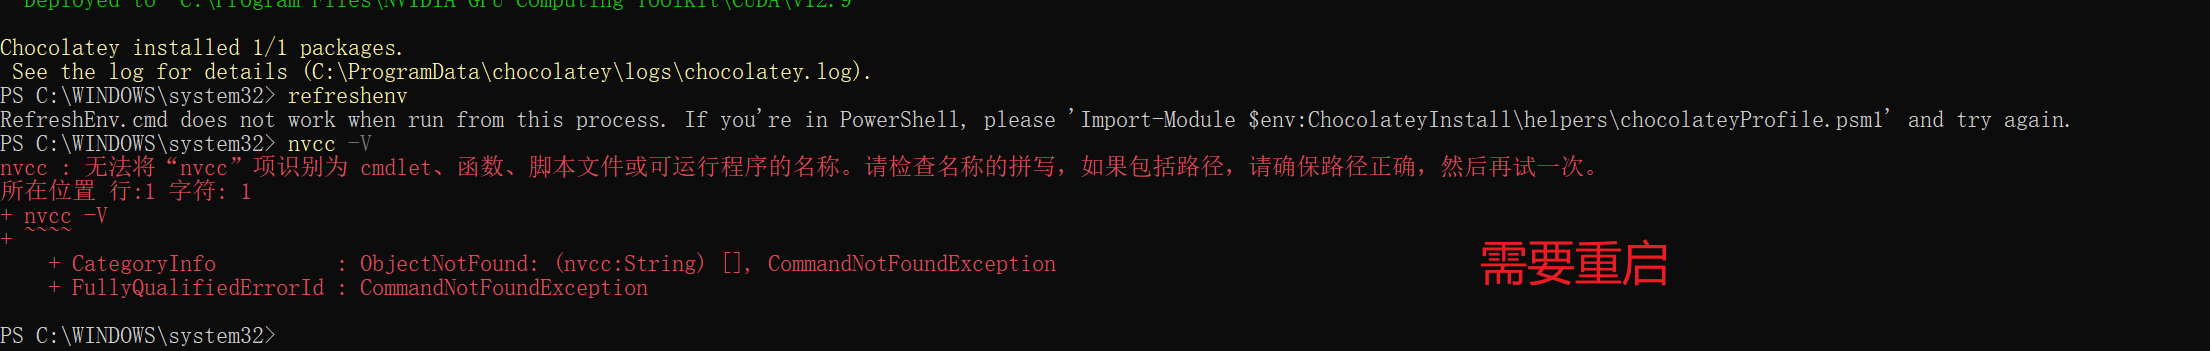 Deployed to 'C:\Program Files\NVIDIA GPU Computing Toolkit\CUDA\v12.9'
Chocolatey installed 1/1 packages.
 See the log for details (C:\ProgramData\chocolatey\logs\chocolatey.log).
PS C:\WINDOWS\system32> refreshenv
RefreshEnv.cmd does not work when run from this process. If you're in PowerShell, please 'Import-Module $env:ChocolateyInstall\helpers\chocolateyProfile.psm1' and try again.
PS C:\WINDOWS\system32> nvcc -V
nvcc : 无法将“nvcc”项识别为 cmdlet、函数、脚本文件或可运行程序的名称。请检查名称的拼写，如果包括路径，请确保路径正确，然后再试一次。
所在位置 行:1 字符: 1
+ nvcc -V
+ ~~~~
    + CategoryInfo          : ObjectNotFound: (nvcc:String) [], CommandNotFoundException
需要重启
    + FullyQualifiedErrorId : CommandNotFoundException
PS C:\WINDOWS\system32>